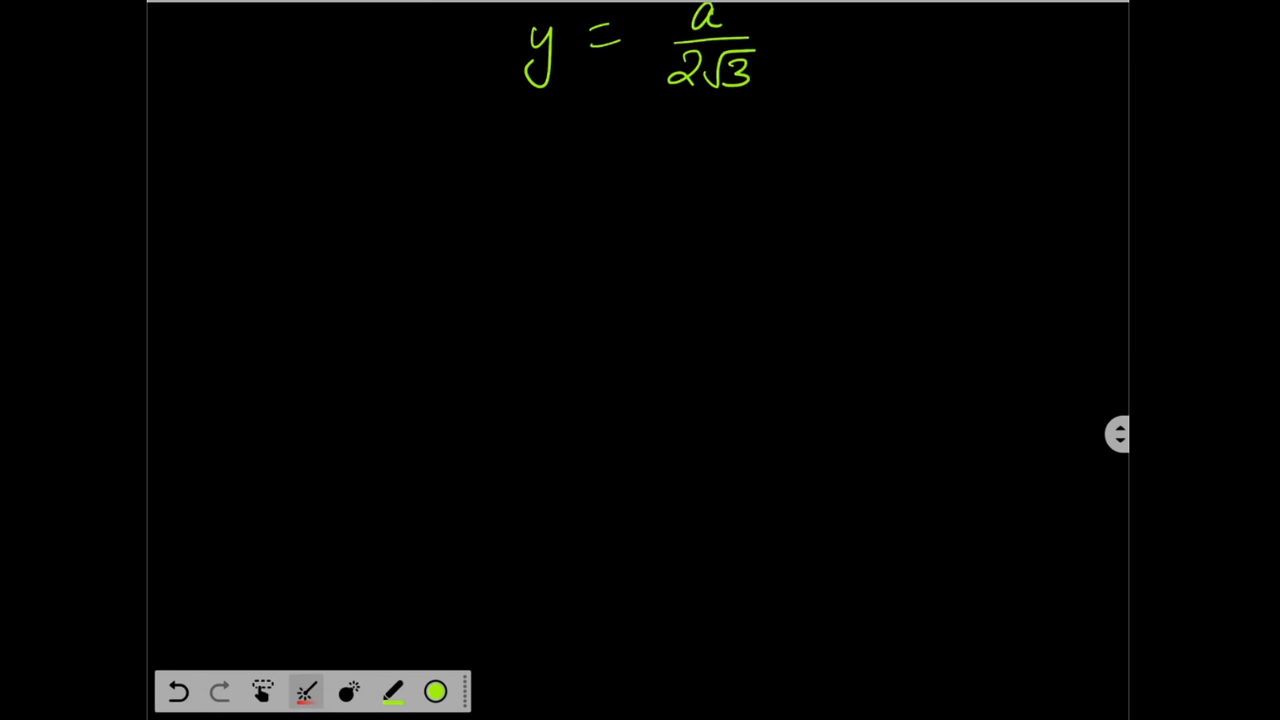 y = a/2√3